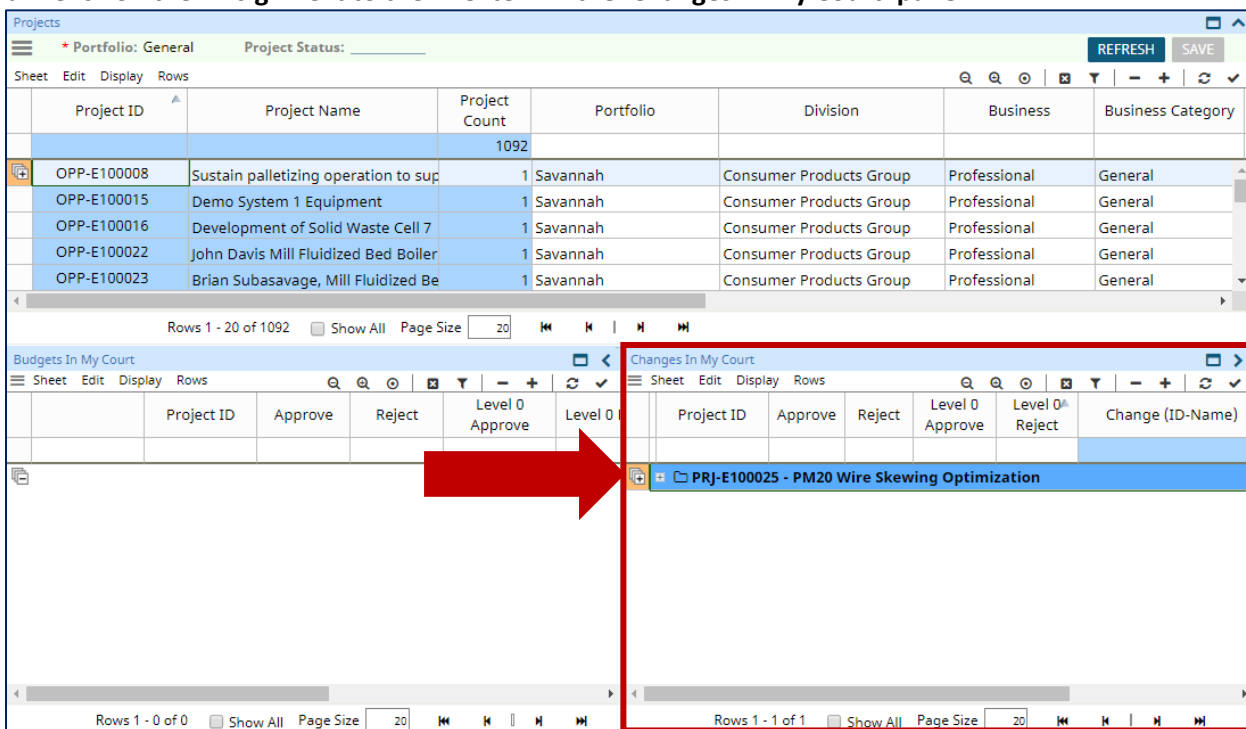 Projects
* Portfolio: General Project Status: __________ REFRESH SAVE
Sheet Edit Display Rows
Project ID Project Name Project Count Portfolio Division Business Business Category
1092
OPP-E100008 Sustain palletizing operation to sup 1 Savannah Consumer Products Group Professional General
OPP-E100015 Demo System 1 Equipment 1 Savannah Consumer Products Group Professional General
OPP-E100016 Development of Solid Waste Cell 7 1 Savannah Consumer Products Group Professional General
OPP-E100022 John Davis Mill Fluidized Bed Boiler 1 Savannah Consumer Products Group Professional General
OPP-E100023 Brian Subasavage, Mill Fluidized Be 1 Savannah Consumer Products Group Professional General
Rows 1 - 20 of 1092 Show All Page Size 20
Budgets In My Court
Sheet Edit Display Rows
Project ID Approve Reject Level 0 Approve Level 0
Rows 1 - 0 of 0 Show All Page Size 20
Changes In My Court
Sheet Edit Display Rows
Project ID Approve Reject Level 0 Approve Level 0 Reject Change (ID-Name)
PRJ-E100025 - PM20 Wire Skewing Optimization
Rows 1 - 1 of 1 Show All Page Size 20